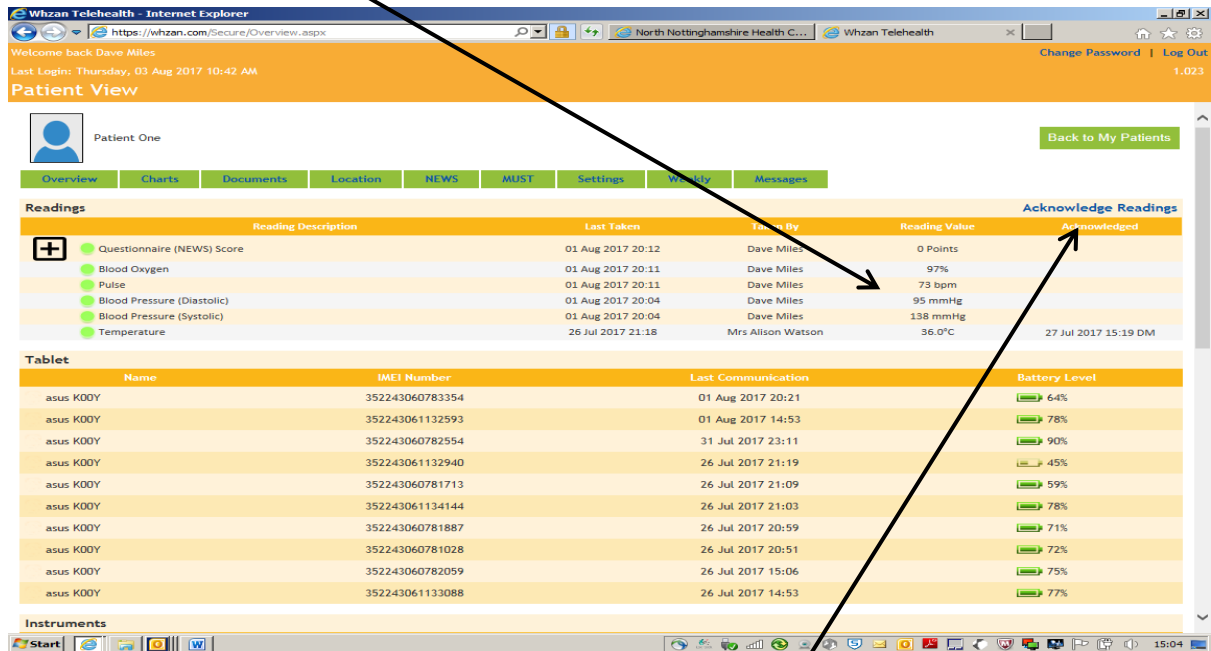 Whzan Telehealth - Internet Explorer
https://whzan.com/Secure/Overview.aspx North Nottinghamshire Health C... Whzan Telehealth
Welcome back Dave Miles Change Password | Log Out
Last Login: Thursday, 03 Aug 2017 10:42 AM 1.023
Patient View
Patient One Back to My Patients
Overview Charts Documents Location NEWS MUST Settings Weekly Messages
Readings Acknowledge Readings
Reading Description Last Taken Taken By Reading Value Acknowledged
Questionnaire (NEWS) Score 01 Aug 2017 20:12 Dave Miles 0 Points
Blood Oxygen 01 Aug 2017 20:11 Dave Miles 97%
Pulse 01 Aug 2017 20:11 Dave Miles 73 bpm
Blood Pressure (Diastolic) 01 Aug 2017 20:04 Dave Miles 95 mmHg
Blood Pressure (Systolic) 01 Aug 2017 20:04 Dave Miles 138 mmHg
Temperature 26 Jul 2017 21:18 Mrs Alison Watson 36.0°C 27 Jul 2017 15:19 DM
Tablet
Name IMEI Number Last Communication Battery Level
asus K00Y 352243060783354 01 Aug 2017 20:21 64%
asus K00Y 352243061132593 01 Aug 2017 14:53 78%
asus K00Y 352243060782554 31 Jul 2017 23:11 90%
asus K00Y 352243061132940 26 Jul 2017 21:19 45%
asus K00Y 352243060781713 26 Jul 2017 21:09 59%
asus K00Y 352243061134144 26 Jul 2017 21:03 78%
asus K00Y 352243060781887 26 Jul 2017 20:59 71%
asus K00Y 352243060781028 26 Jul 2017 20:51 72%
asus K00Y 352243060782059 26 Jul 2017 15:06 75%
asus K00Y 352243061133088 26 Jul 2017 14:53 77%
Instruments
Start 15:04